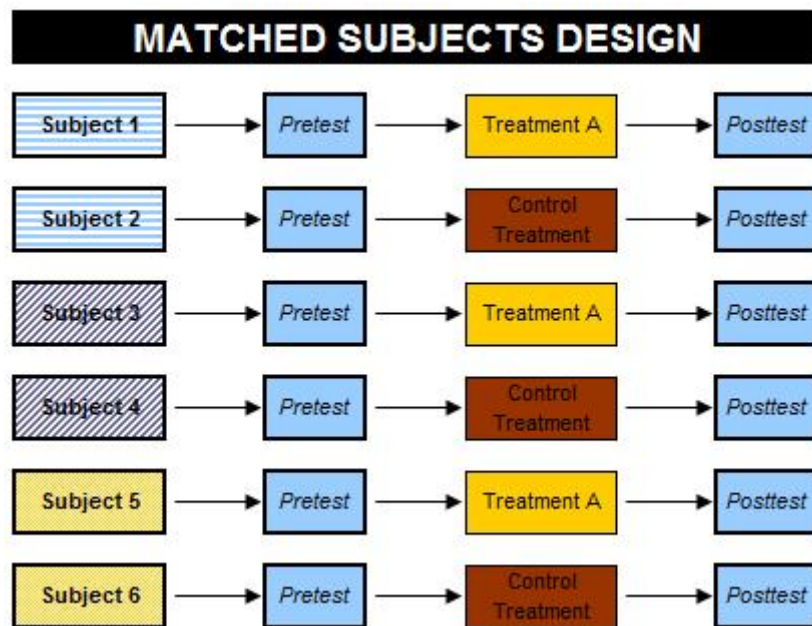 MATCHED SUBJECTS DESIGN
Subject 1 Pretest Treatment A Posttest
Subject 2 Pretest Control Treatment Posttest
Subject 3 Pretest Treatment A Posttest
Subject 4 Pretest Control Treatment Posttest
Subject 5 Pretest Treatment A Posttest
Subject 6 Pretest Control Treatment Posttest